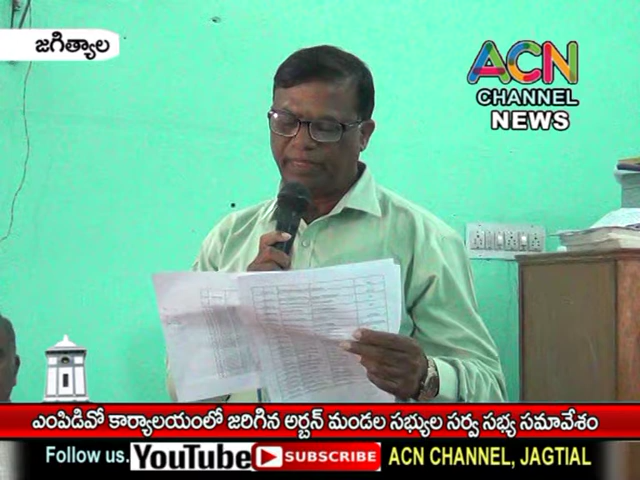 జగిత్యాల
ACN
CHANNEL
NEWS
ఎంపిడివో కార్యాలయంలో జరిగిన అర్బన్ మండల సభ్యుల సర్వ సభ్య సమావేశం
Follow us. YouTube SUBSCRIBE ACN CHANNEL, JAGTIAL